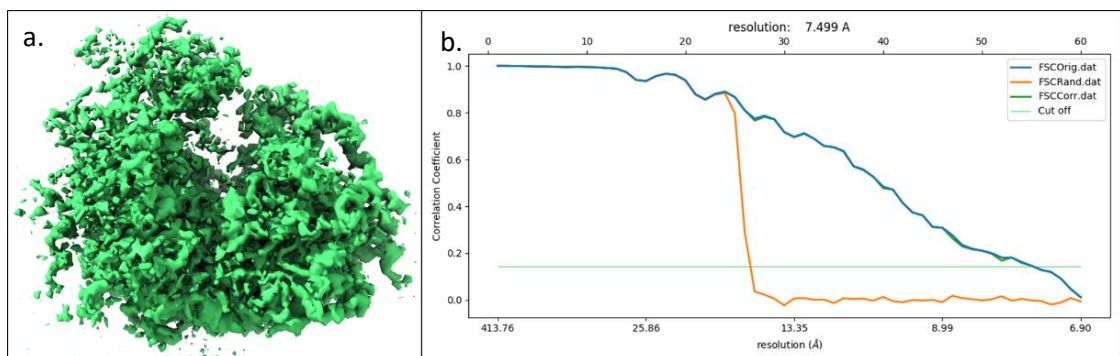 a.
b.
resolution: 7.499 A
0 10 20 30 40 50 60
1.0
0.8
0.6
0.4
0.2
0.0
Correlation Coefficient
FSCOrig.dat
FSCRand.dat
FSCCorr.dat
Cut off
413.76 25.86 13.35 8.99 6.90
resolution (Å)